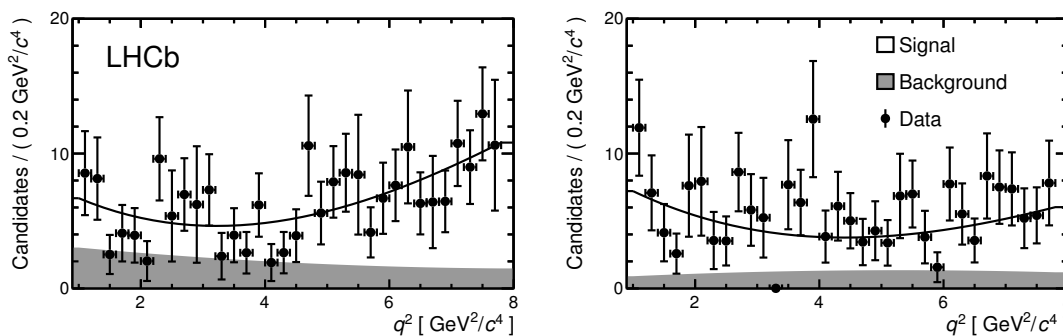 Candidates / ( 0.2 GeV²/c⁴)
20
10
0
LHCb
2
4
6
8
q² [ GeV²/c⁴]
Candidates / ( 0.2 GeV²/c⁴)
20
10
0
Signal
Background
Data
2
4
6
q² [ GeV²/c⁴]